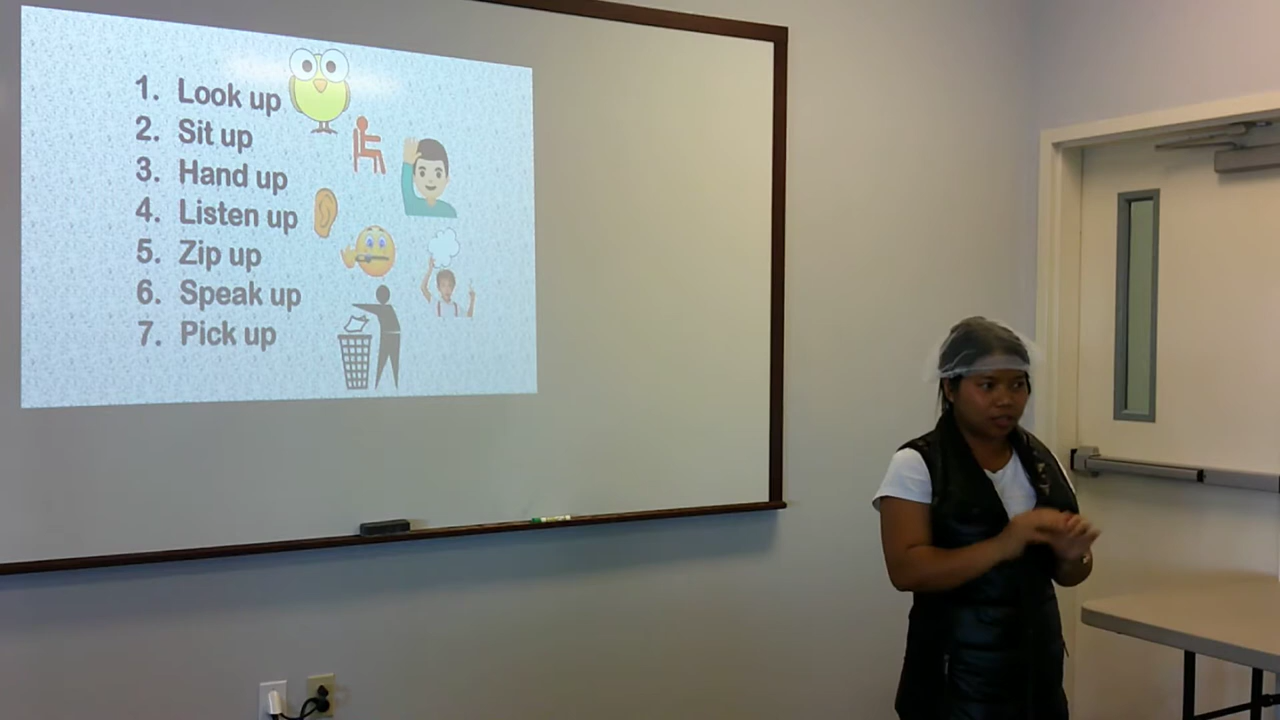 1. Look up
2. Sit up
3. Hand up
4. Listen up
5. Zip up
6. Speak up
7. Pick up